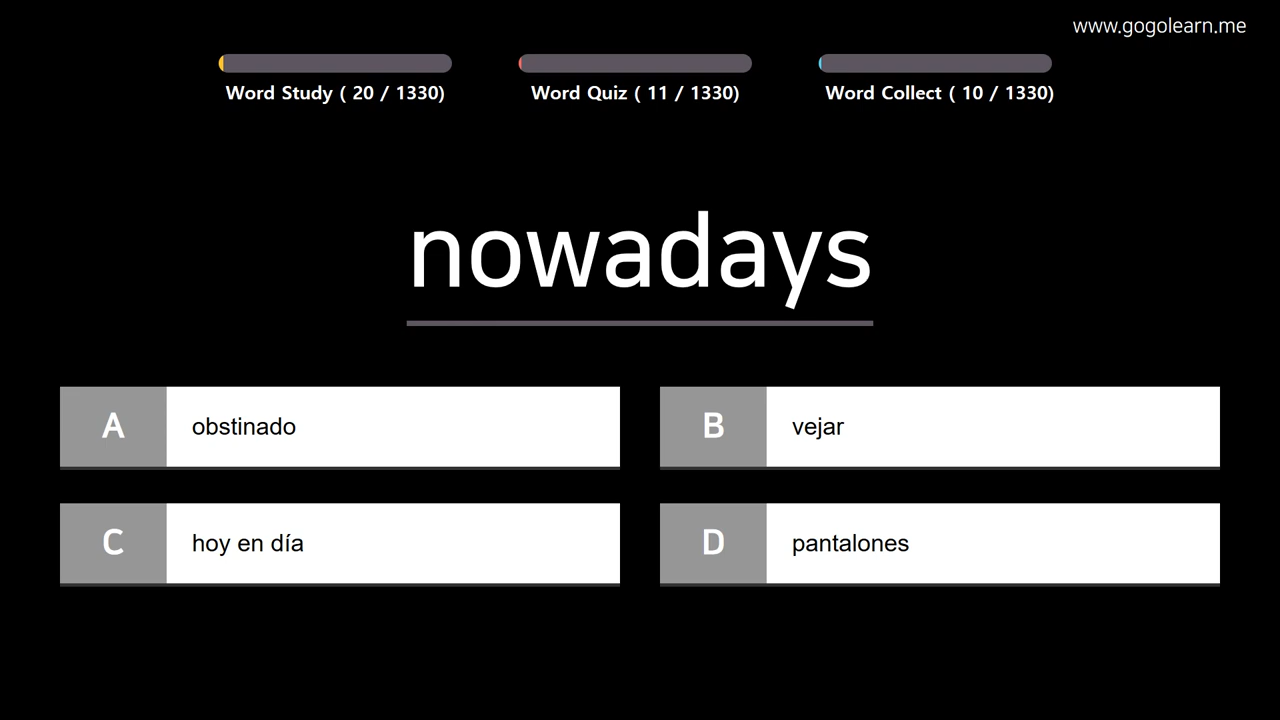 www.gogolearn.me
Word Study ( 20 / 1330)
Word Quiz ( 11 / 1330)
Word Collect ( 10 / 1330)
nowadays
A obstinado
B vejar
C hoy en día
D pantalones